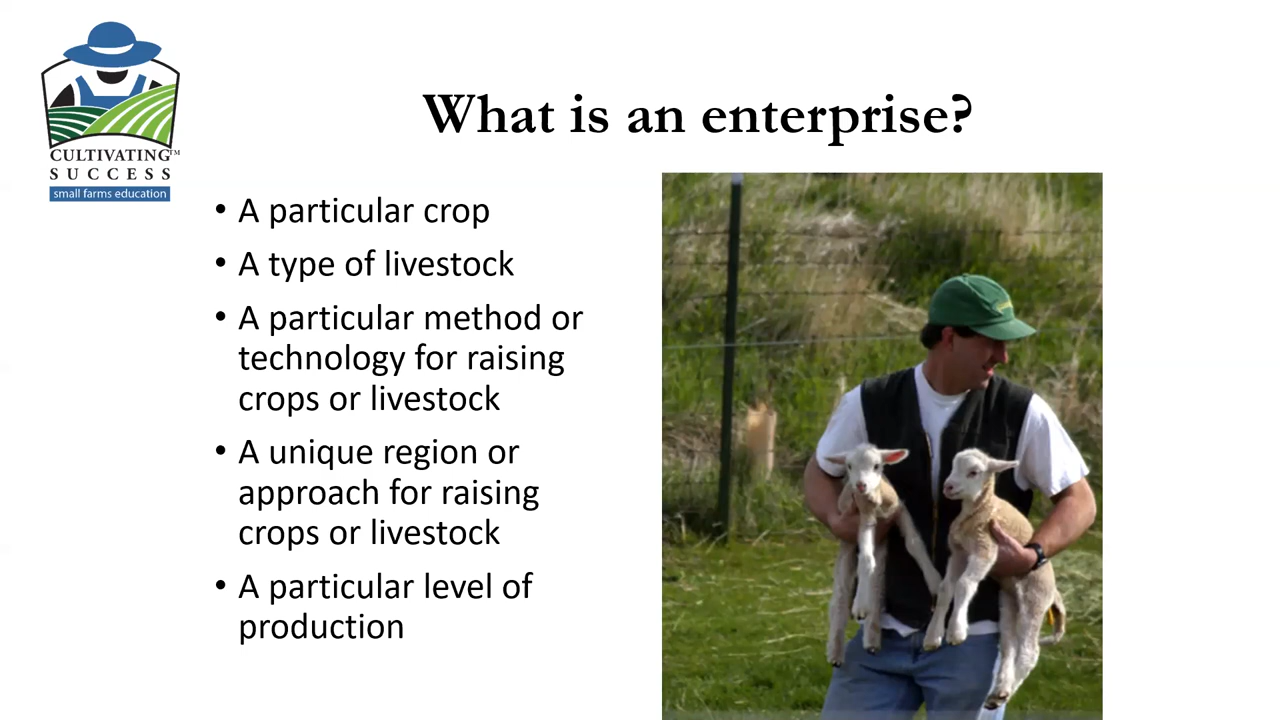 CULTIVATING™
SUCCESS
small farms education
What is an enterprise?
• A particular crop
• A type of livestock
• A particular method or
technology for raising
crops or livestock
• A unique region or
approach for raising
crops or livestock
• A particular level of
production